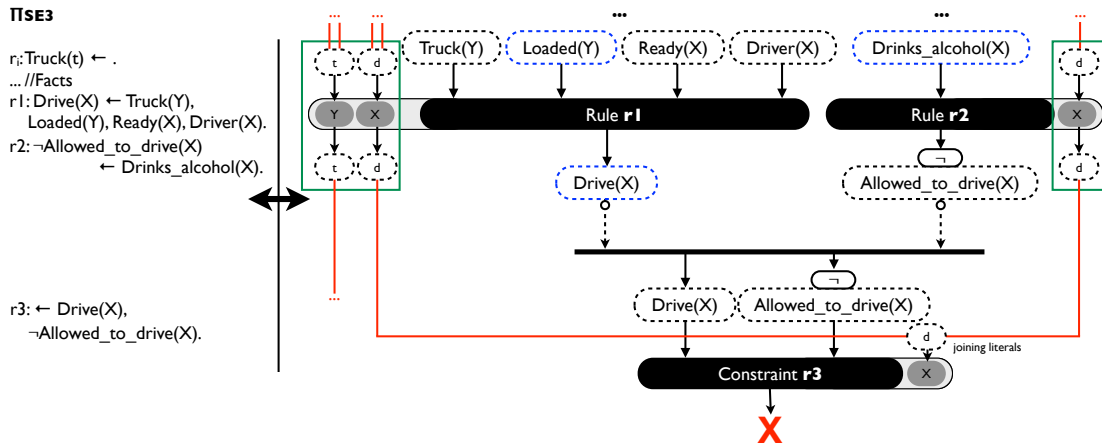 ΠSE3
...
...
...
...
rᵢ: Truck(t) ← .
... //Facts
r1: Drive(X) ← Truck(Y),
Loaded(Y), Ready(X), Driver(X).
r2: ¬Allowed_to_drive(X)
← Drinks_alcohol(X).
r3: ← Drive(X),
¬Allowed_to_drive(X).
t
d
Truck(Y)
Loaded(Y)
Ready(X)
Driver(X)
Drinks_alcohol(X)
d
Y
X
Rule r1
Rule r2
X
t
d
Drive(X)
¬
Allowed_to_drive(X)
d
...
¬
Drive(X)
Allowed_to_drive(X)
d
joining literals
Constraint r3
X
X